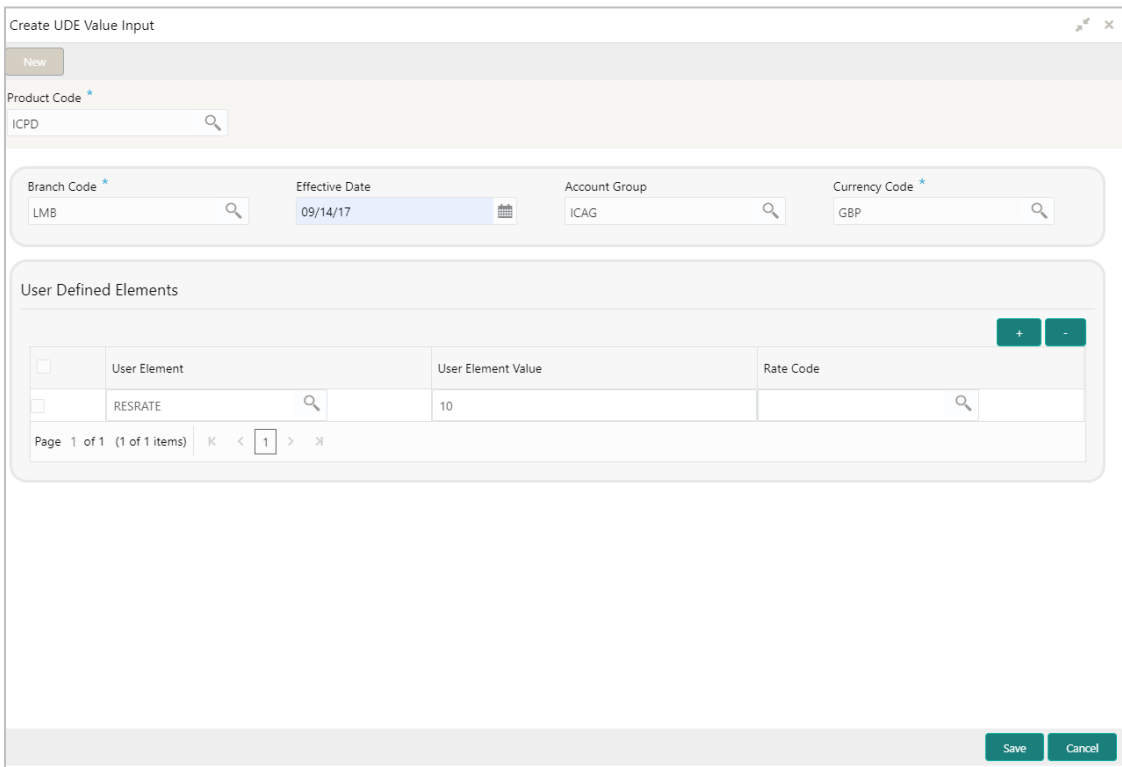 Create UDE Value Input
New
Product Code *
ICPD
Branch Code * Effective Date Account Group Currency Code *
LMB 09/14/17 ICAG GBP
User Defined Elements
+ -
User Element User Element Value Rate Code
RESRATE 10
Page 1 of 1 (1 of 1 items) K < 1 > >|
Save Cancel